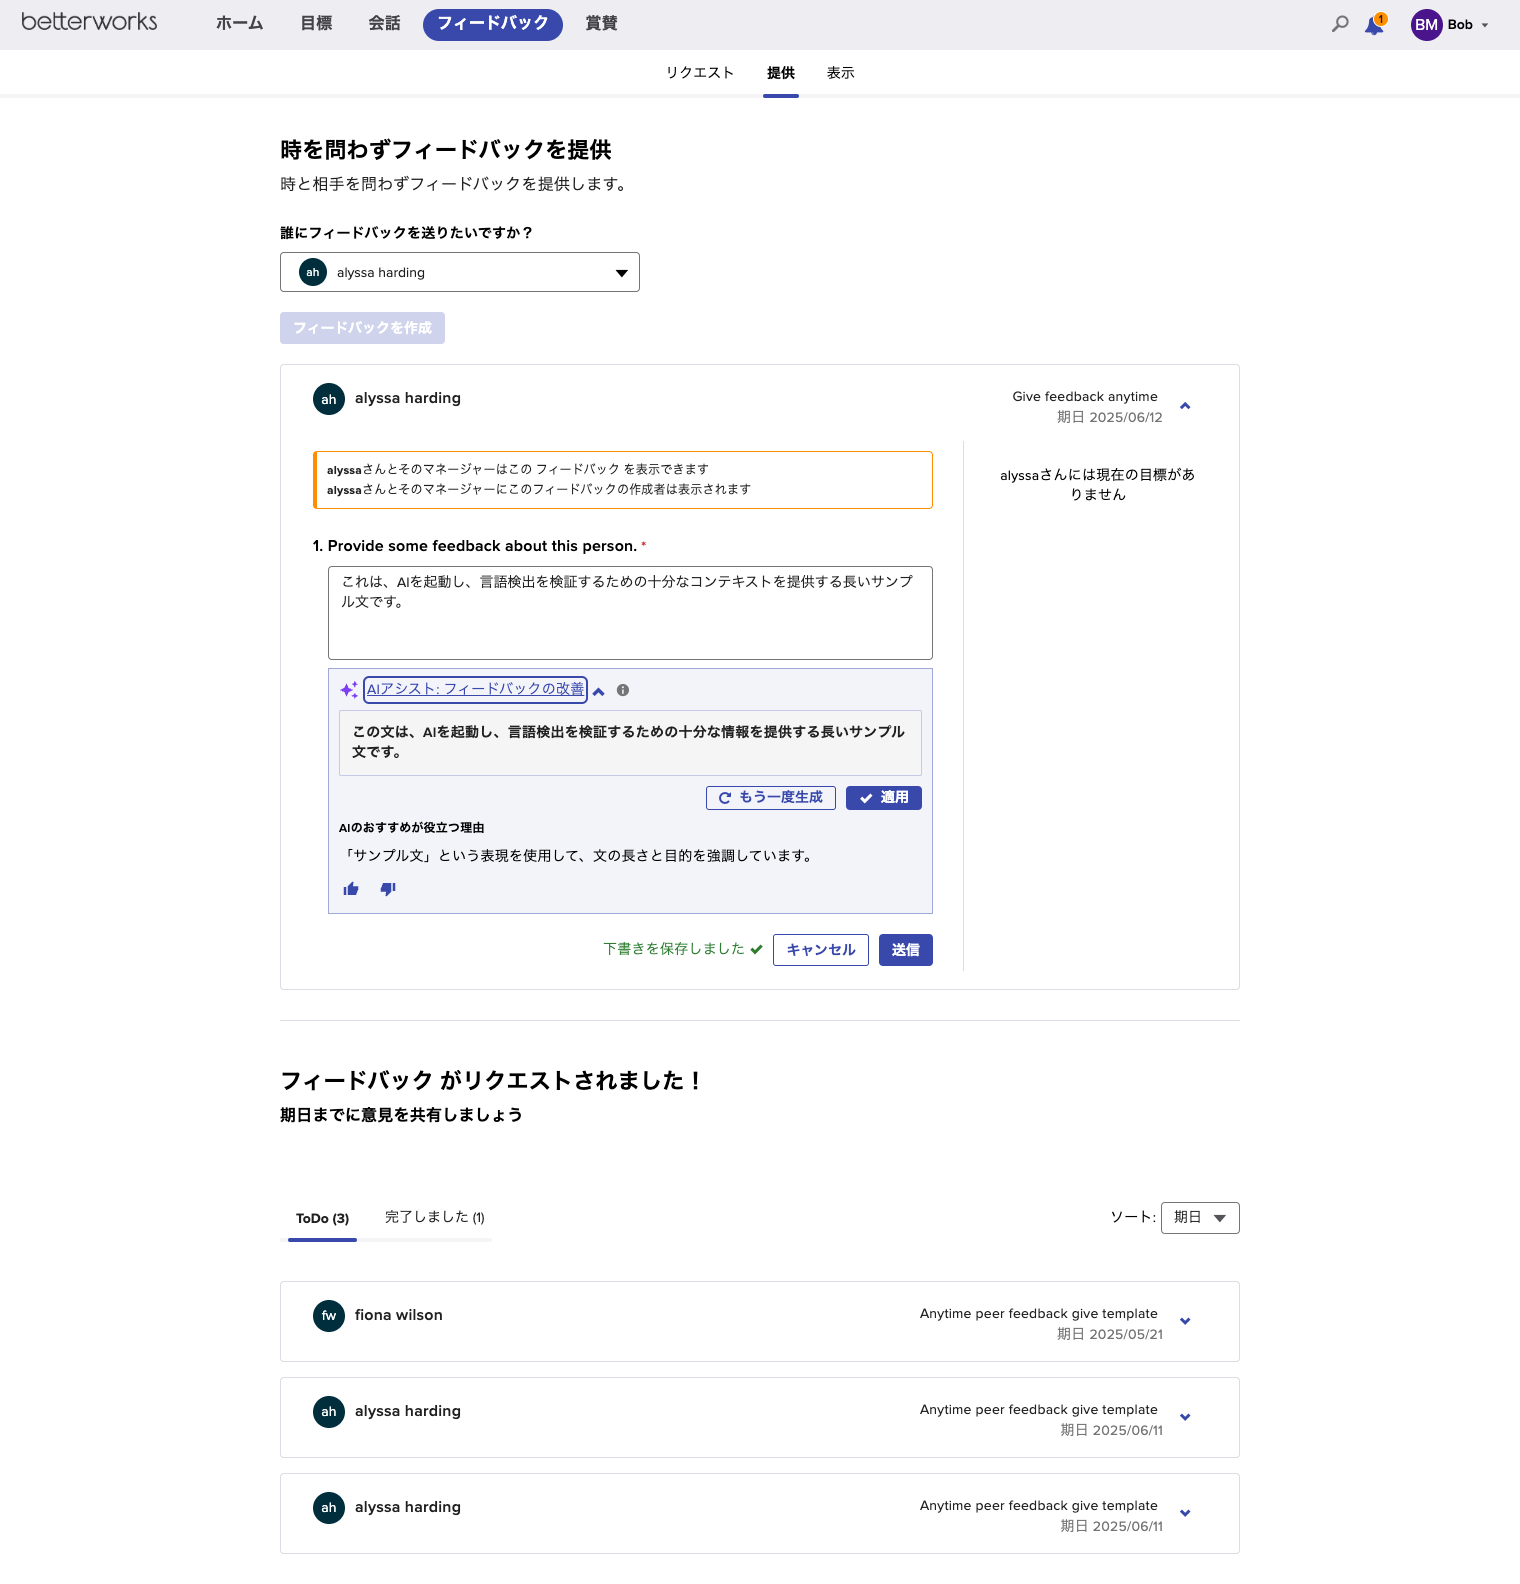 betterworks
ホーム 目標 会話 フィードバック 賞賛
1
BM Bob
リクエスト 提供 表示
時を問わずフィードバックを提供
時と相手を問わずフィードバックを提供します。
誰にフィードバックを送りたいですか？
ah alyssa harding
フィードバックを作成
ah alyssa harding
Give feedback anytime
期日 2025/06/12
alyssaさんとそのマネージャーはこの フィードバック を表示できます
alyssaさんとそのマネージャーにこのフィードバックの作成者は表示されます
alyssaさんには現在の目標があ
りません
1. Provide some feedback about this person. *
これは、AIを起動し、言語検出を検証するための十分なコンテキストを提供する長いサンプ
ル文です。
AIアシスト: フィードバックの改善
この文は、AIを起動し、言語検出を検証するための十分な情報を提供する長いサンプル
文です。
もう一度生成 適用
AIのおすすめが役立つ理由
「サンプル文」という表現を使用して、文の長さと目的を強調しています。
下書きを保存しました キャンセル 送信
フィードバック がリクエストされました！
期日までに意見を共有しましょう
ToDo (3) 完了しました (1)
ソート: 期日
fw fiona wilson
Anytime peer feedback give template
期日 2025/05/21
ah alyssa harding
Anytime peer feedback give template
期日 2025/06/11
ah alyssa harding
Anytime peer feedback give template
期日 2025/06/11